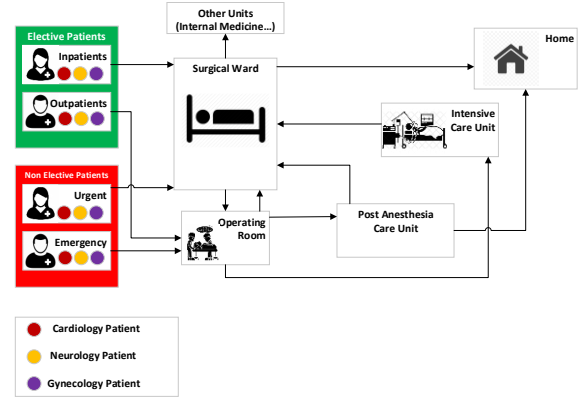 Other Units
(Internal Medicine...)
Elective Patients
Inpatients
Outpatients
Surgical Ward
Home
Intensive
Care Unit
Non Elective Patients
Urgent
Emergency
Operating
Room
Post Anesthesia
Care Unit
Cardiology Patient
Neurology Patient
Gynecology Patient